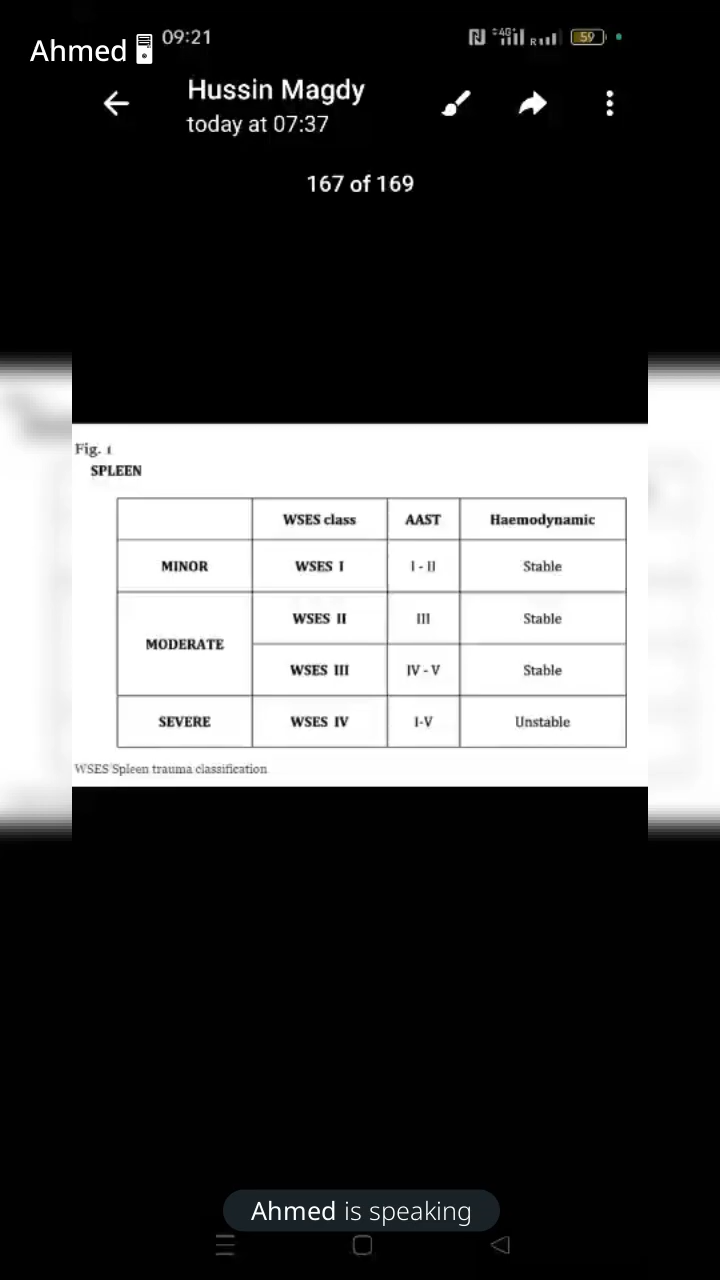 Ahmed
09:21
4G
R
59
Hussin Magdy
today at 07:37
167 of 169
Fig. 1
SPLEEN
WSES class AAST Haemodynamic
MINOR WSES I I - II Stable
MODERATE WSES II III Stable
WSES III IV - V Stable
SEVERE WSES IV I-V Unstable
WSES Spleen trauma classification
Ahmed is speaking